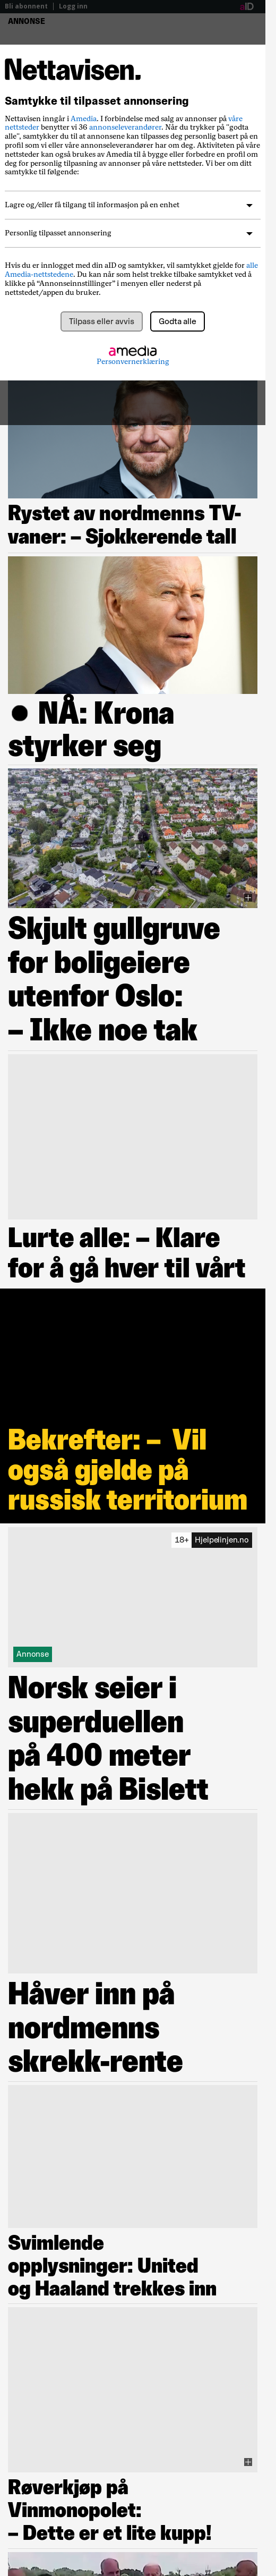 Bli abonnent | Logg inn
aID
ANNONSE
Nettavisen.
Samtykke til tilpasset annonsering
Nettavisen inngår i Amedia. I forbindelse med salg av annonser på våre
nettsteder benytter vi 36 annonseleverandører. Når du trykker på "godta
alle", samtykker du til at annonsene kan tilpasses deg personlig basert på en
profil som vi eller våre annonseleverandører har om deg. Aktiviteten på våre
nettsteder kan også brukes av Amedia til å bygge eller forbedre en profil om
deg for personlig tilpasning av annonser på våre nettsteder. Vi ber om ditt
samtykke til følgende:
Lagre og/eller få tilgang til informasjon på en enhet
Personlig tilpasset annonsering
Hvis du er innlogget med din aID og samtykker, vil samtykket gjelde for alle
Amedia-nettstedene. Du kan når som helst trekke tilbake samtykket ved å
klikke på “Annonseinnstillinger” i menyen eller nederst på
nettstedet/appen du bruker.
Tilpass eller avvis
Godta alle
amedia
Personvernerklæring
Rystet av nordmenns TV-
vaner: – Sjokkerende tall
● NÅ: Krona
styrker seg
Skjult gullgruve
for boligeiere
utenfor Oslo:
– Ikke noe tak
Lurte alle: – Klare
for å gå hver til vårt
Bekrefter: – Vil
også gjelde på
russisk territorium
18+ Hjelpelinjen.no
Annonse
Norsk seier i
superduellen
på 400 meter
hekk på Bislett
Håver inn på
nordmenns
skrekk-rente
Svimlende
opplysninger: United
og Haaland trekkes inn
Røverkjøp på
Vinmonopolet:
– Dette er et lite kupp!